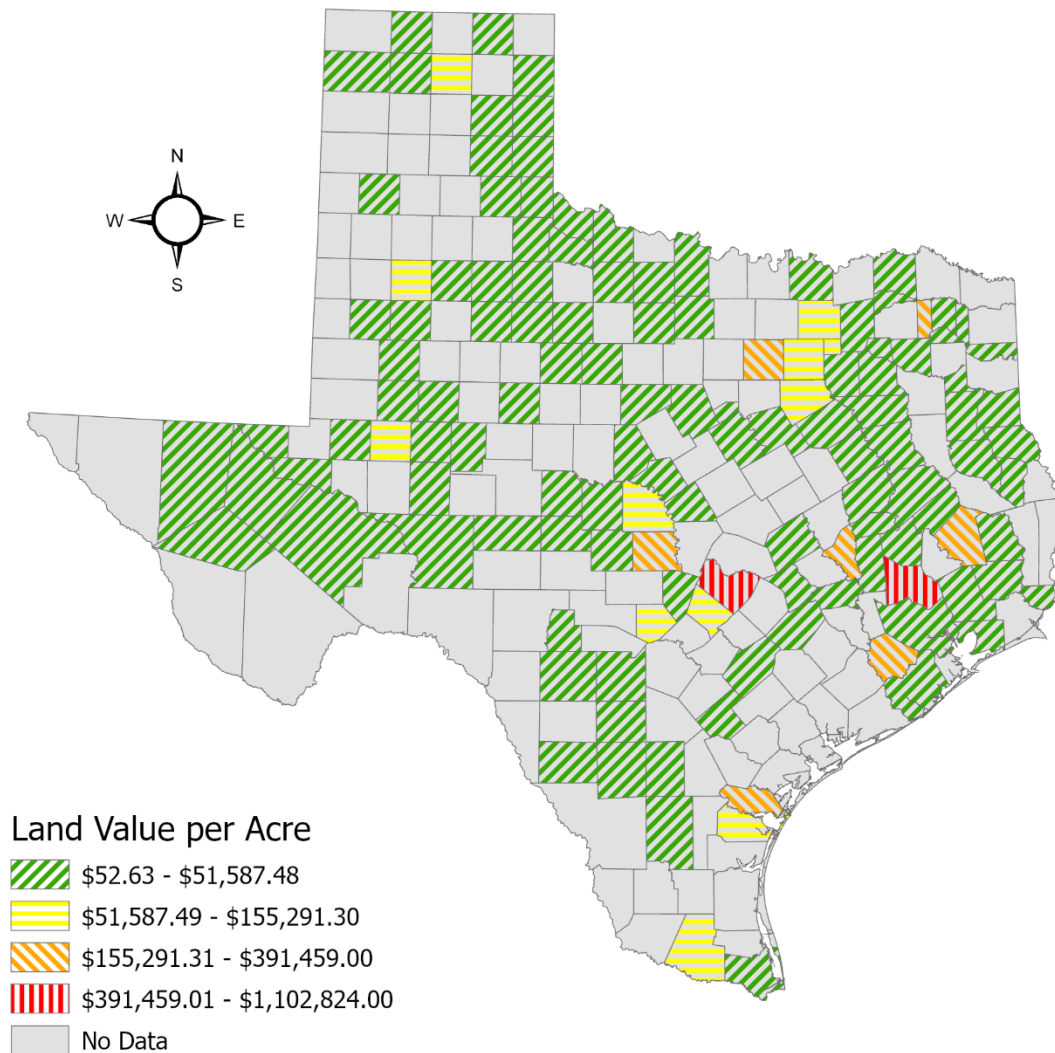 N
W E
S
Land Value per Acre
$52.63 - $51,587.48
$51,587.49 - $155,291.30
$155,291.31 - $391,459.00
$391,459.01 - $1,102,824.00
No Data